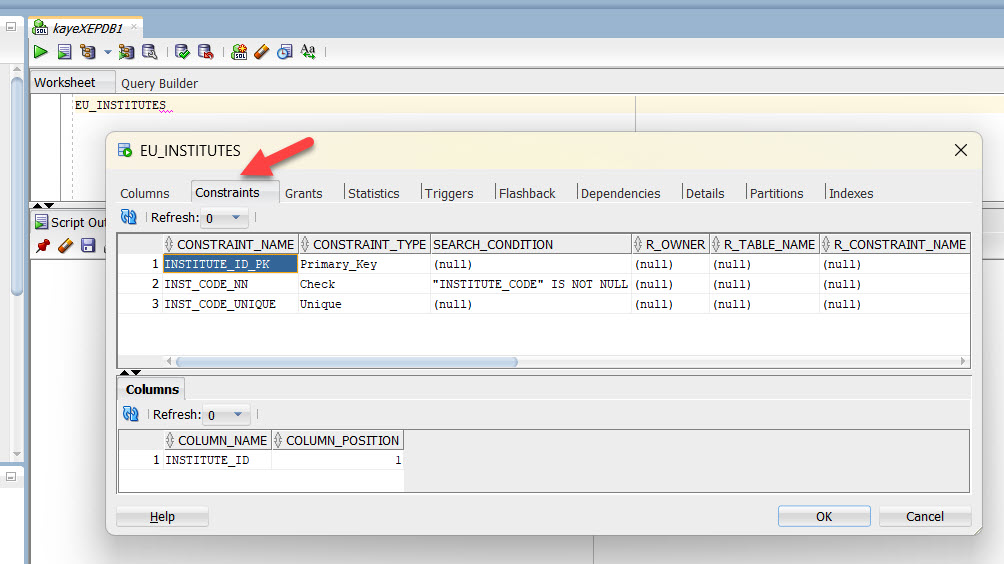 kayeXEPDB1
SQL Aa
Worksheet Query Builder
EU_INSTITUTES
EU_INSTITUTES
Columns Constraints Grants Statistics Triggers Flashback Dependencies Details Partitions Indexes
Script Out
Refresh: 0
CONSTRAINT_NAME CONSTRAINT_TYPE SEARCH_CONDITION R_OWNER R_TABLE_NAME R_CONSTRAINT_NAME
1 INSTITUTE_ID_PK Primary_Key (null) (null) (null) (null)
2 INST_CODE_NN Check "INSTITUTE_CODE" IS NOT NULL (null) (null) (null)
3 INST_CODE_UNIQUE Unique (null) (null) (null) (null)
Columns
Refresh: 0
COLUMN_NAME COLUMN_POSITION
1 INSTITUTE_ID 1
Help OK Cancel